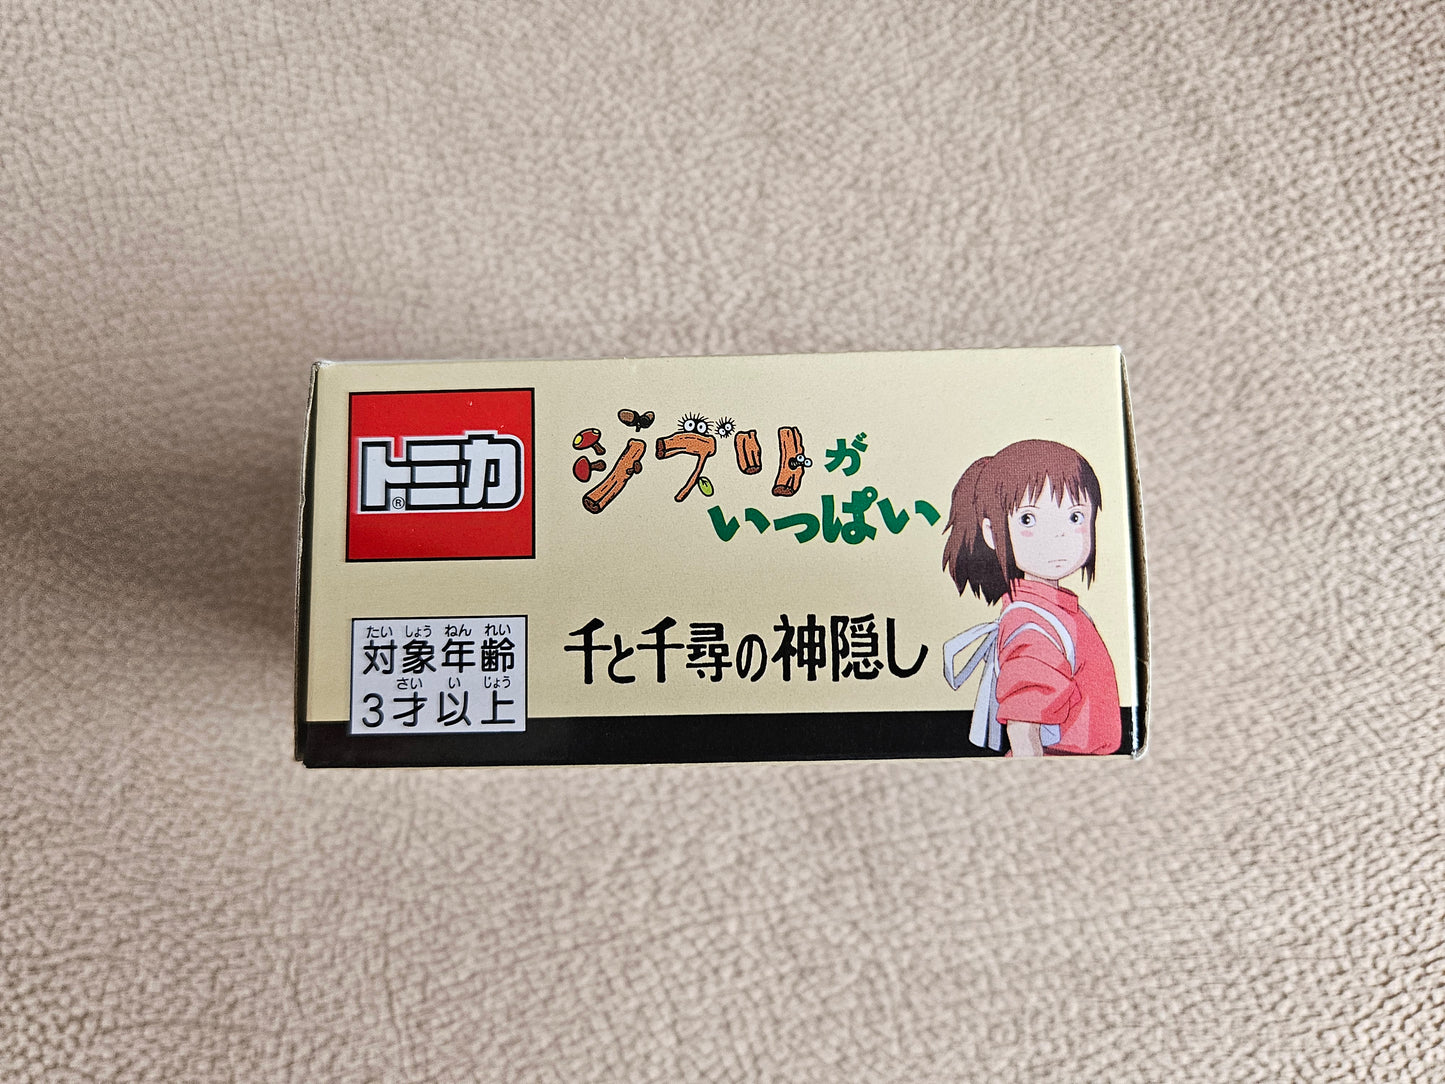 トミカ®
ジブリが
いっぱい
たい しょう ねん れい
対象年齢
さい い じょう
3才以上
千と千尋の神隠し